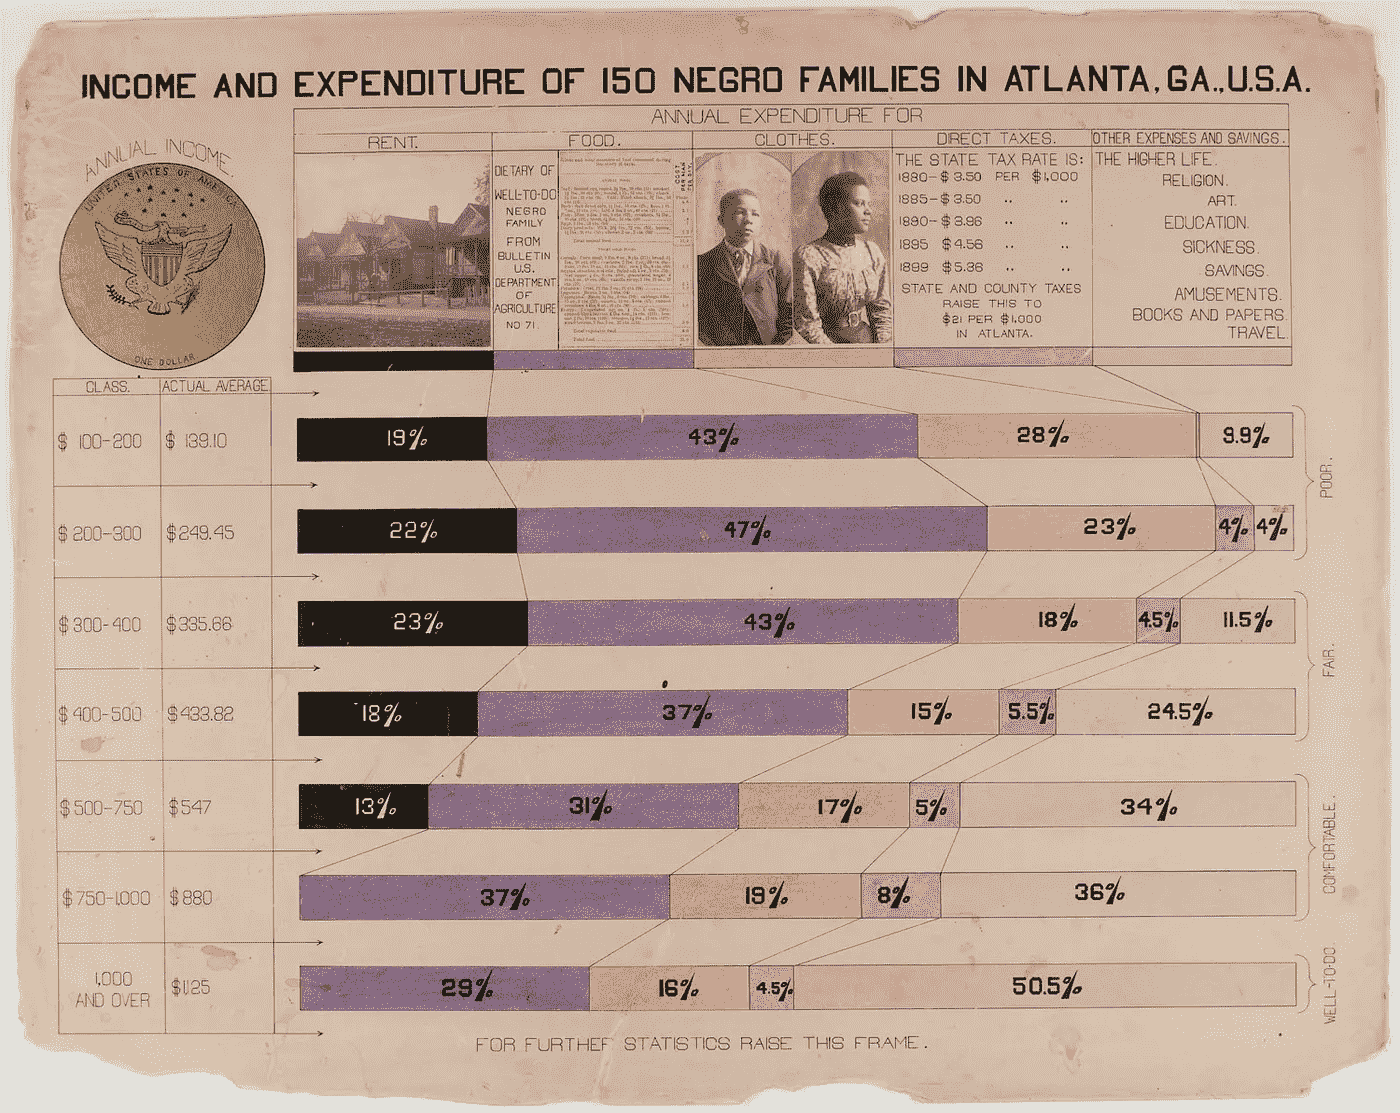 INCOME AND EXPENDITURE OF 150 NEGRO FAMILIES IN ATLANTA, GA., U.S.A.
ANNUAL INCOME.
UNITED STATES OF AMERICA
ONE DOLLAR
ANNUAL EXPENDITURE FOR
RENT. FOOD. CLOTHES. DIRECT TAXES. OTHER EXPENSES AND SAVINGS.
DIETARY OF
WELL-TO-DO
NEGRO
FAMILY
FROM
BULLETIN
U.S.
DEPARTMENT
OF
AGRICULTURE
NO 71.
COST
PER MAN
PER DAY.
THE STATE TAX RATE IS:
1880-$ 3.50 PER $1,000
1885-$ 3.50 " "
1890-$ 3.96 " "
1895 $ 4.56 " "
1899 $ 5.36 " "
STATE AND COUNTY TAXES
RAISE THIS TO
$21 PER $1,000
IN ATLANTA.
THE HIGHER LIFE.
RELIGION.
ART.
EDUCATION.
SICKNESS.
SAVINGS.
AMUSEMENTS.
BOOKS AND PAPERS.
TRAVEL.
CLASS. ACTUAL AVERAGE.
$ 100-200 $ 139.10 19% 43% 28% 9.9%
$ 200-300 $249.45 22% 47% 23% 4% 4%
POOR.
$ 300-400 $335.66 23% 43% 18% 4.5% 11.5%
$ 400-500 $433.82 18% 37% 15% 5.5% 24.5%
FAIR.
$ 500-750 $547 13% 31% 17% 5% 34%
$ 750-1000 $880 37% 19% 8% 36%
COMFORTABLE.
1,000
AND OVER $1125 29% 16% 4.5% 50.5%
WELL-TO-DO.
FOR FURTHER STATISTICS RAISE THIS FRAME.